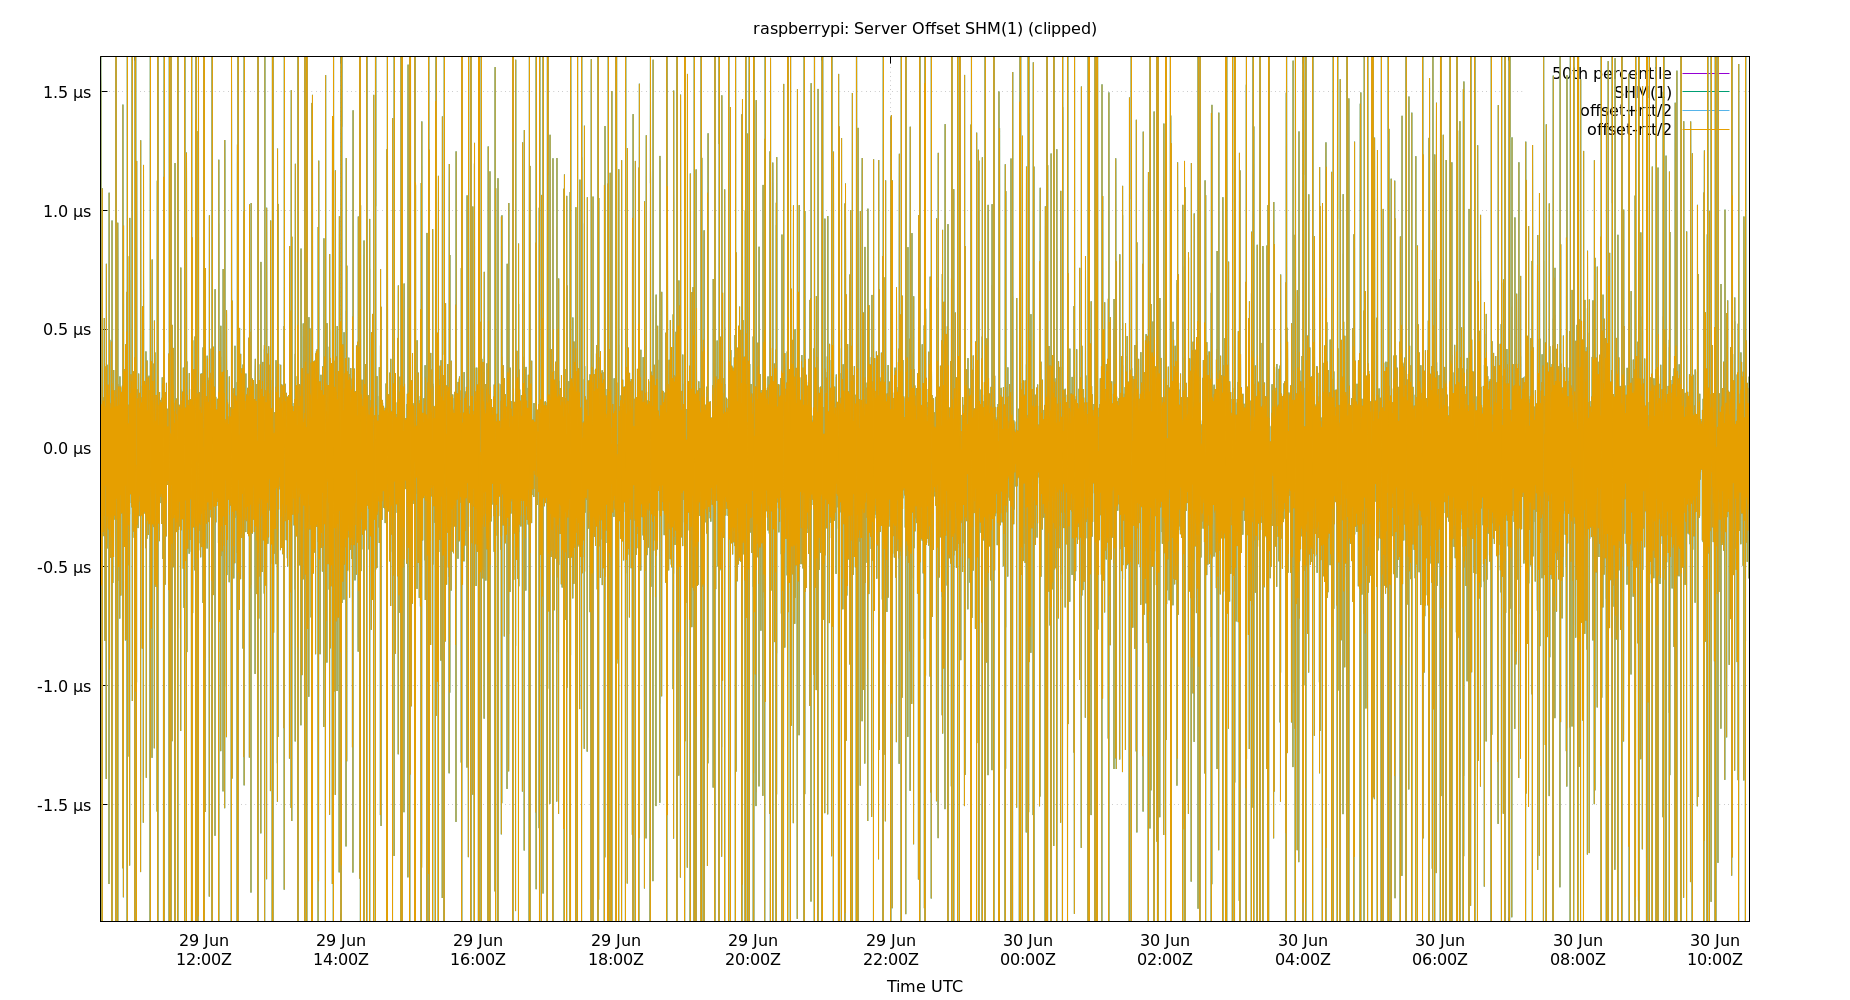 raspberrypi: Server Offset SHM(1) (clipped)
50th percentile
SHM(1)
offset+rtt/2
offset-rtt/2
1.5 µs
1.0 µs
0.5 µs
0.0 µs
-0.5 µs
-1.0 µs
-1.5 µs
29 Jun 29 Jun 29 Jun 29 Jun 29 Jun 29 Jun 30 Jun 30 Jun 30 Jun 30 Jun 30 Jun 30 Jun
12:00Z 14:00Z 16:00Z 18:00Z 20:00Z 22:00Z 00:00Z 02:00Z 04:00Z 06:00Z 08:00Z 10:00Z
Time UTC